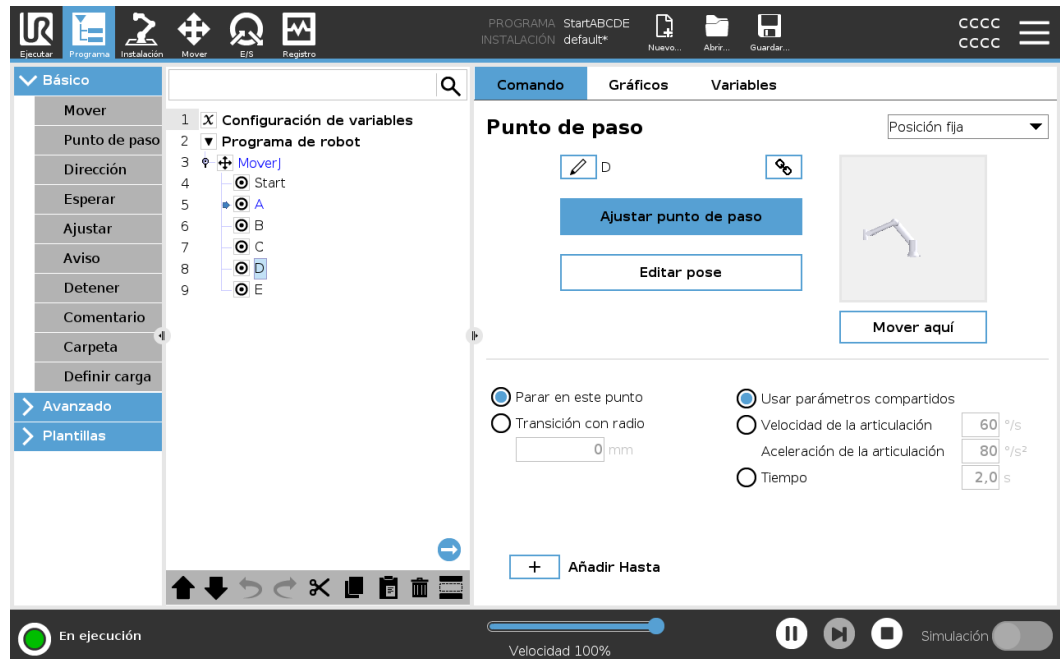 UR
PROGRAMA StartABCDE
INSTALACIÓN default*
CCCC
CCCC
Ejecutar Programa Instalación Mover E/S Registro Nuevo... Abrir... Guardar...
Básico
Mover
Punto de paso
Dirección
Esperar
Ajustar
Aviso
Detener
Comentario
Carpeta
Definir carga
Avanzado
Plantillas
1 X Configuración de variables
2 Programa de robot
3 MoverJ
4 Start
5 A
6 B
7 C
8 D
9 E
Comando Gráficos Variables
Punto de paso Posición fija
D
Ajustar punto de paso
Editar pose
Mover aquí
Parar en este punto
Transición con radio
0 mm
Usar parámetros compartidos
Velocidad de la articulación 60 °/s
Aceleración de la articulación 80 °/s²
Tiempo 2,0 s
+ Añadir Hasta
En ejecución
Velocidad 100%
Simulación